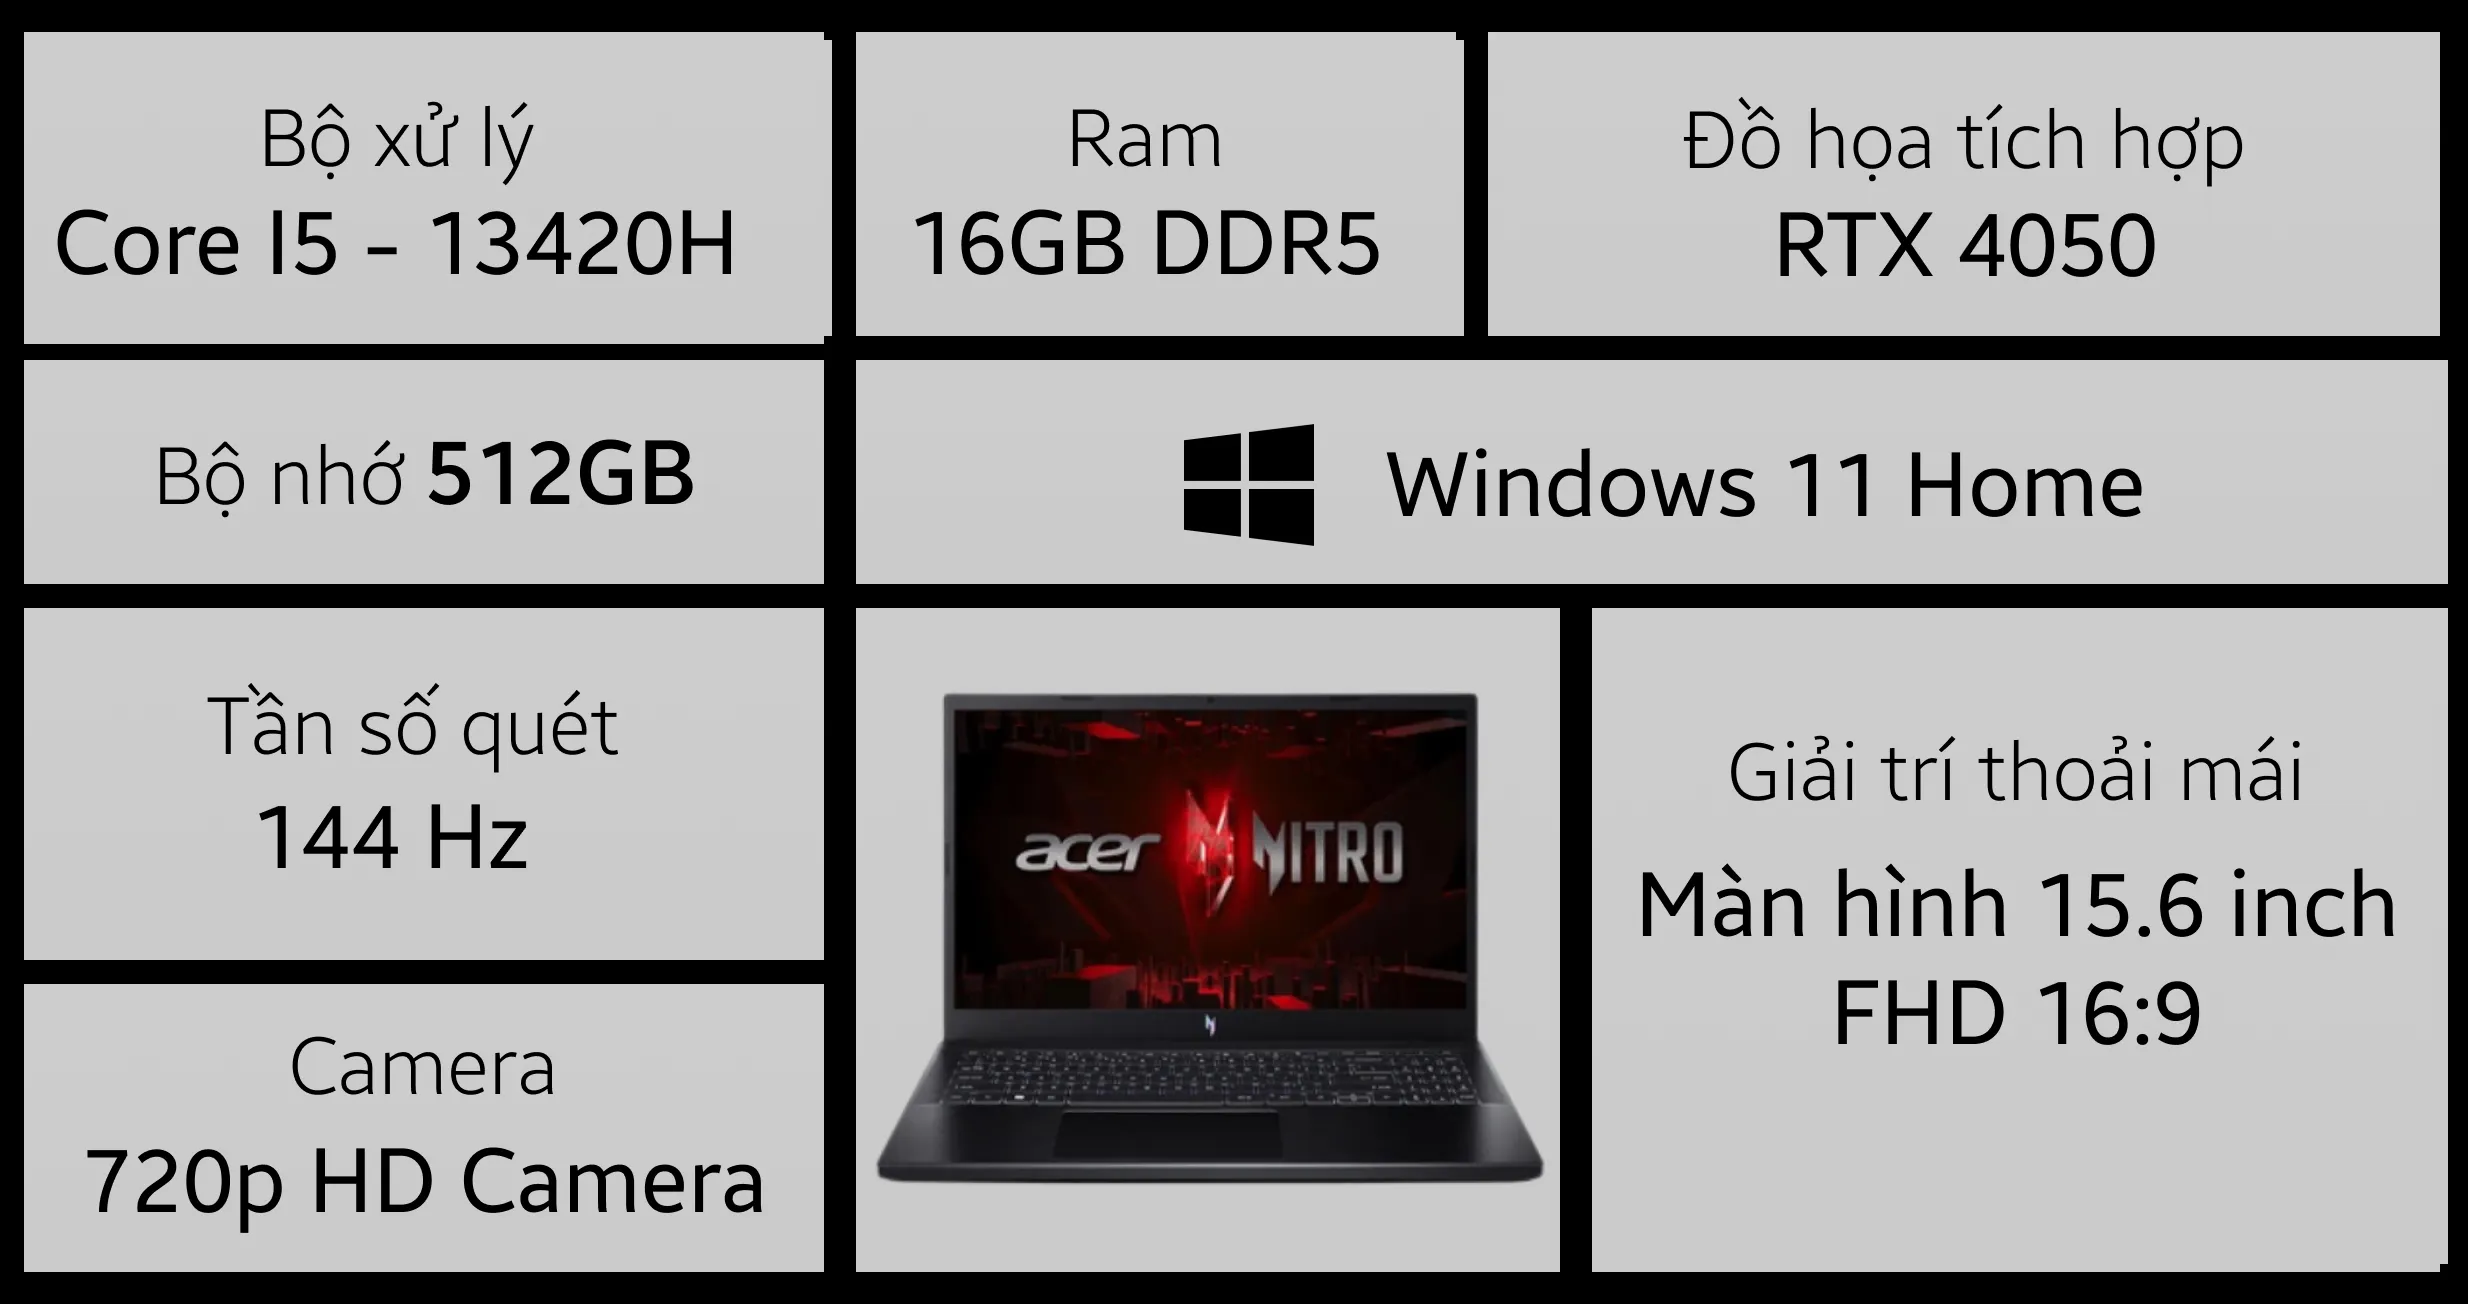 Bộ xử lý
Core I5 - 13420H
Ram
16GB DDR5
Đồ họa tích hợp
RTX 4050
Bộ nhớ 512GB
Windows 11 Home
Tần số quét
144 Hz
acer NITRO
Giải trí thoải mái
Màn hình 15.6 inch
FHD 16:9
Camera
720p HD Camera